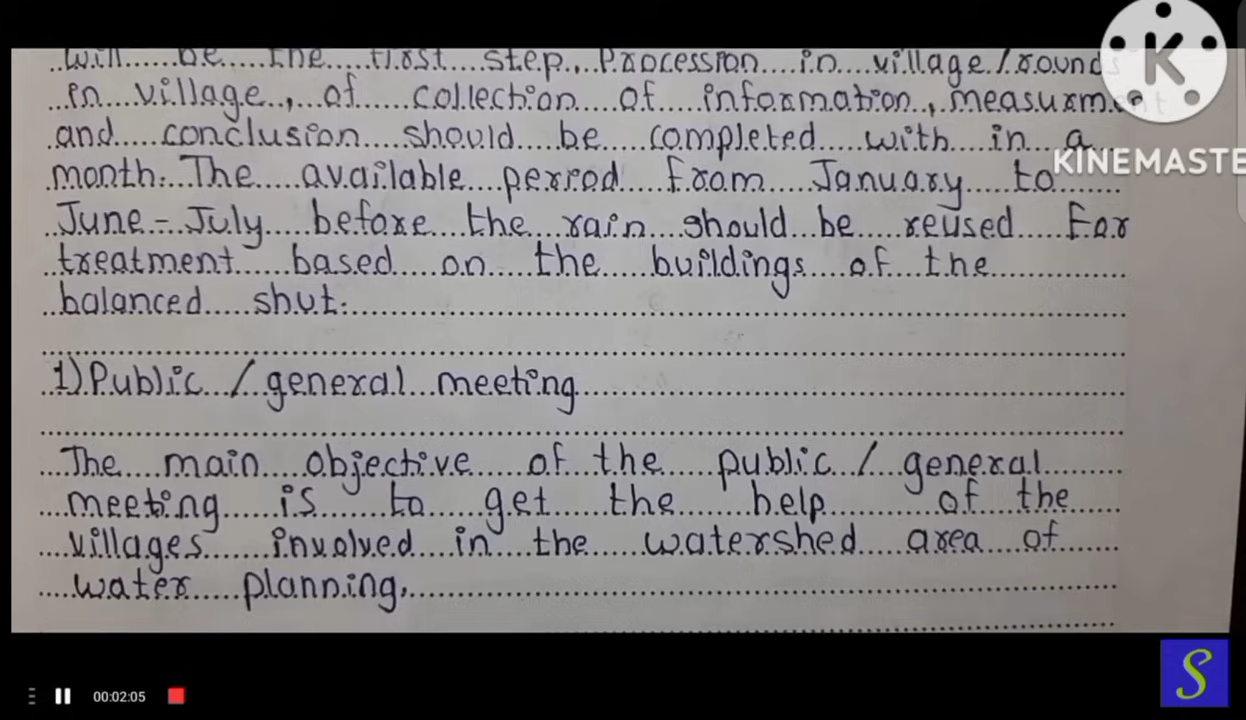 will be the first step, Procession in village / rounds
in village, of collection of information, measurment
and conclusion should be completed with in a
month. The available period from January to
June - July before the rain should be reused for
treatment based on the buildings of the
balanced shut.
1) Public / general meeting
The main objective of the public / general
meeting is to get the help of the
villages involved in the watershed area of
water planning.
K
KINEMASTE
00:02:05
S